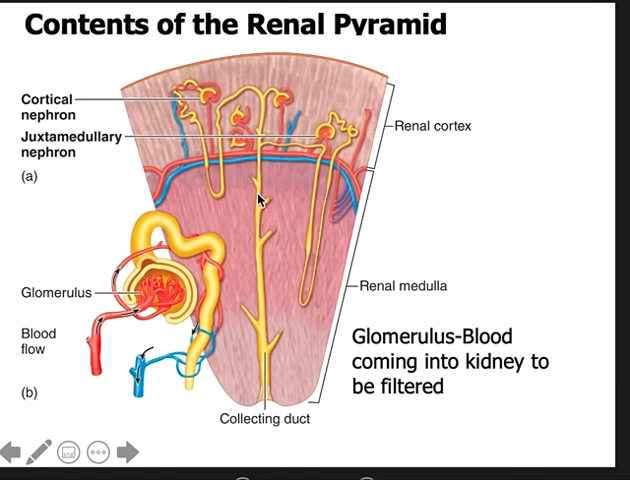 Contents of the Renal Pyramid
Cortical
nephron
Juxtamedullary
nephron
(a)
Renal cortex
Glomerulus
Renal medulla
Blood
flow
Glomerulus-Blood
coming into kidney to
be filtered
(b)
Collecting duct